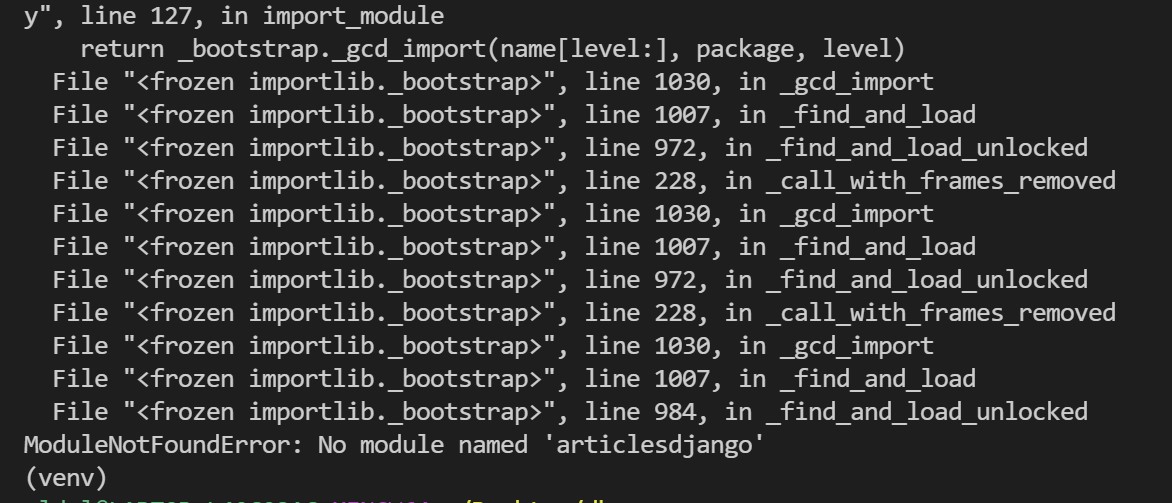 y", line 127, in import_module
return _bootstrap._gcd_import(name[level:], package, level)
File "<frozen importlib._bootstrap>", line 1030, in _gcd_import
File "<frozen importlib._bootstrap>", line 1007, in _find_and_load
File "<frozen importlib._bootstrap>", line 972, in _find_and_load_unlocked
File "<frozen importlib._bootstrap>", line 228, in _call_with_frames_removed
File "<frozen importlib._bootstrap>", line 1030, in _gcd_import
File "<frozen importlib._bootstrap>", line 1007, in _find_and_load
File "<frozen importlib._bootstrap>", line 972, in _find_and_load_unlocked
File "<frozen importlib._bootstrap>", line 228, in _call_with_frames_removed
File "<frozen importlib._bootstrap>", line 1030, in _gcd_import
File "<frozen importlib._bootstrap>", line 1007, in _find_and_load
File "<frozen importlib._bootstrap>", line 984, in _find_and_load_unlocked
ModuleNotFoundError: No module named 'articlesdjango'
(venv)